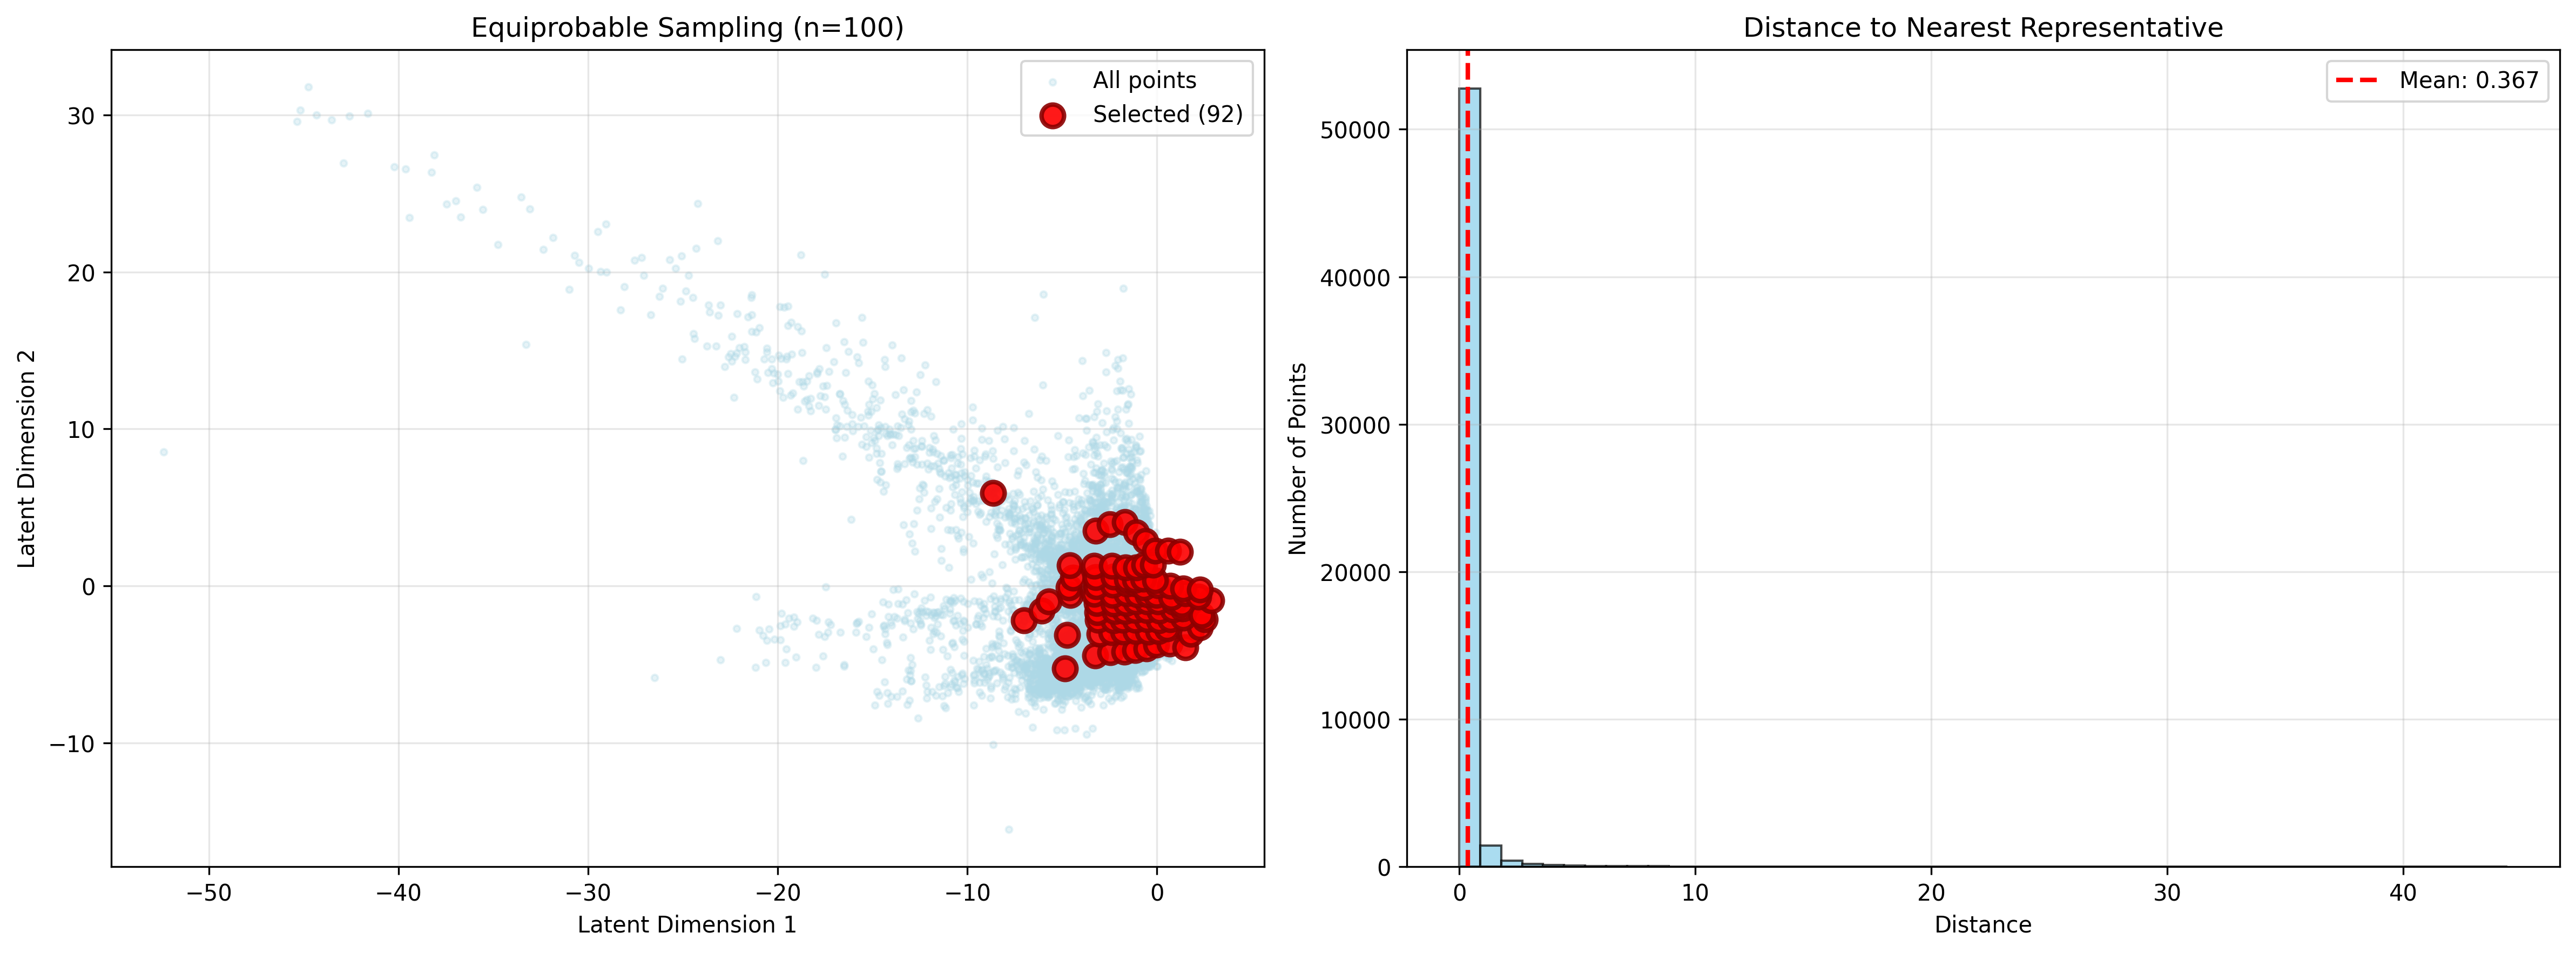 Equiprobable Sampling (n=100)
All points
Selected (92)
30
20
10
0
−10
Latent Dimension 2
−50
−40
−30
−20
−10
0
Latent Dimension 1
Distance to Nearest Representative
Mean: 0.367
50000
40000
30000
20000
10000
0
Number of Points
0
10
20
30
40
Distance